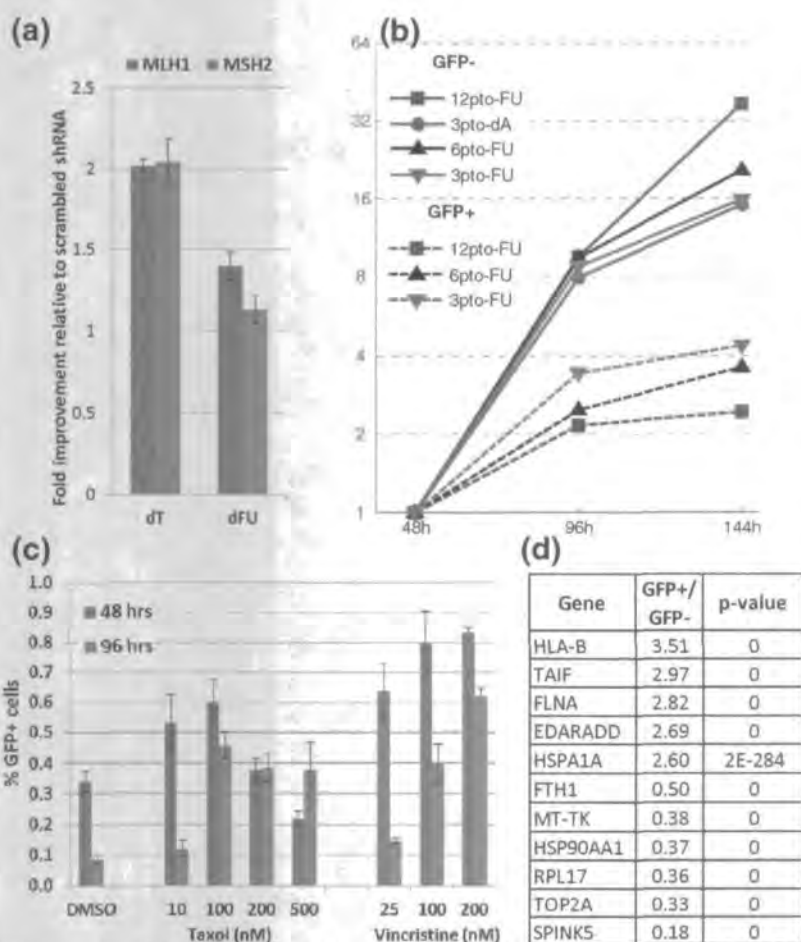 (a)
MLH1 MSH2
Fold improvement relative to scrambled shRNA
2.5
2
1.5
1
0.5
0
dT dFU
(b)
64
32
16
8
4
2
1
GFP-
12pto-FU
3pto-dA
6pto-FU
3pto-FU
GFP+
12pto-FU
6pto-FU
3pto-FU
48h 96h 144h
(c)
% GFP+ cells
1.0
0.9
0.8
0.7
0.6
0.5
0.4
0.3
0.2
0.1
0.0
48 hrs
96 hrs
DMSO 10 100 200 500 25 100 200
Taxol (nM) Vincristine (nM)
(d)
Gene GFP+/ GFP- p-value
HLA-B 3.51 0
TAIF 2.97 0
FLNA 2.82 0
EDARADD 2.69 0
HSPA1A 2.60 2E-284
FTH1 0.50 0
MT-TK 0.38 0
HSP90AA1 0.37 0
RPL17 0.36 0
TOP2A 0.33 0
SPINK5 0.18 0